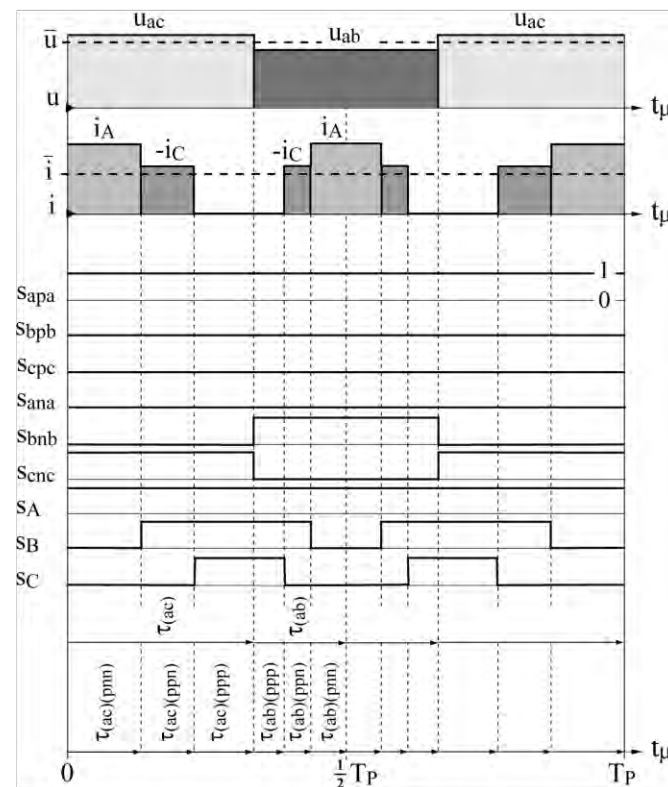 u_ac u_ab u_ac
ū
u t_μ
i_A -i_C -i_C i_A
ī
i t_μ
1
s_apa 0
s_bpb
s_cpc
s_ana
s_bnb
s_cnc
s_A
s_B
s_C
τ_(ac) τ_(ab)
τ_(ac)(pnn) τ_(ac)(ppn) τ_(ac)(ppp) τ_(ab)(ppp) τ_(ab)(ppn) τ_(ab)(pnn)
t_μ
0 ½T_P T_P